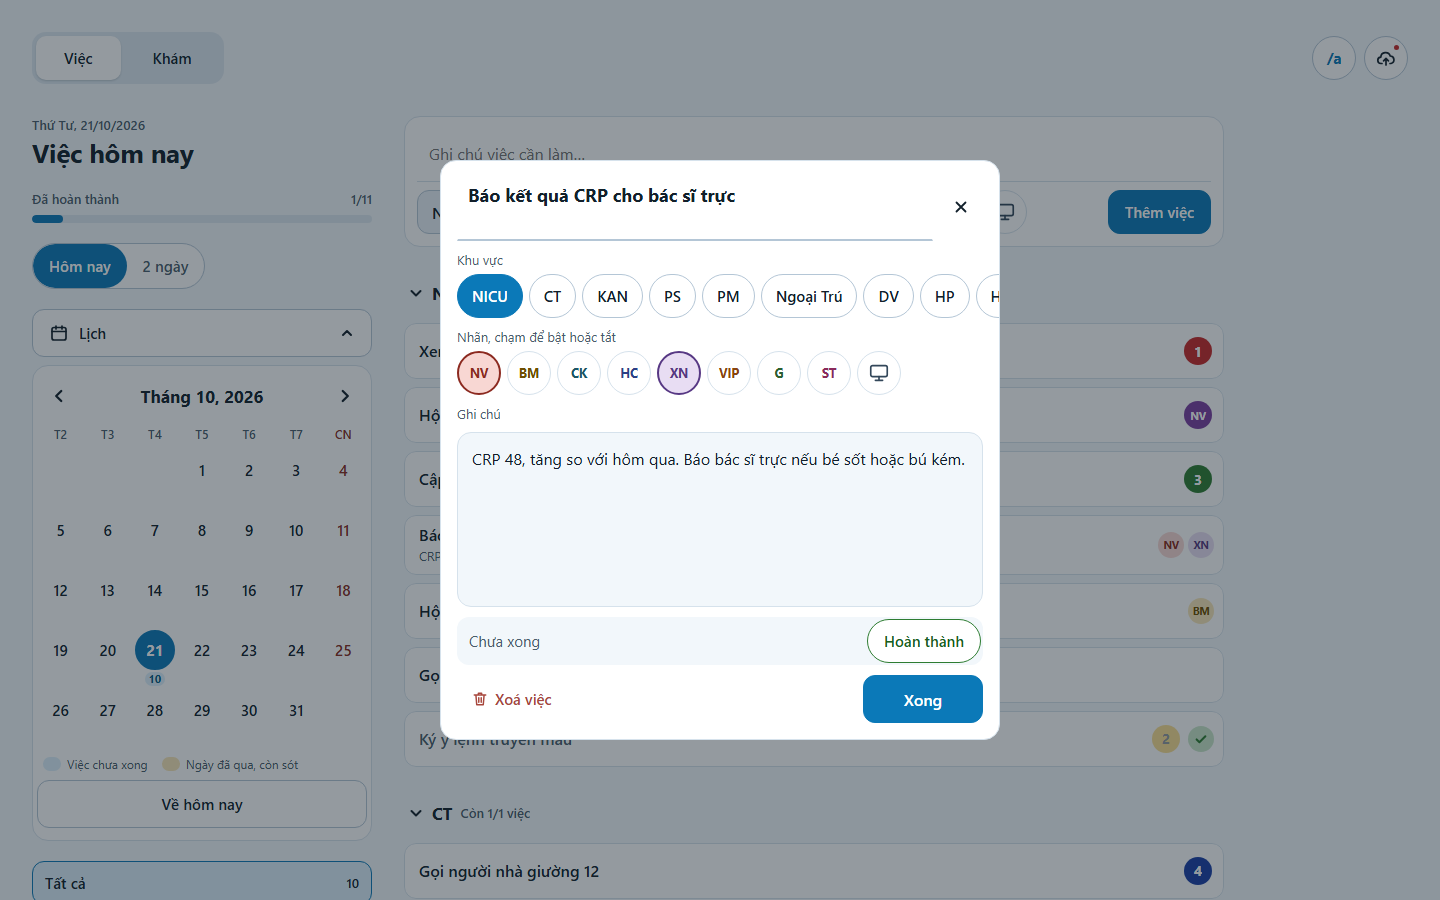 Việc
Khám
/a
Thứ Tư, 21/10/2026
Việc hôm nay
Đã hoàn thành
1/11
Hôm nay
2 ngày
Lịch
Tháng 10, 2026
T2 T3 T4 T5 T6 T7 CN
1 2 3 4
5 6 7 8 9 10 11
12 13 14 15 16 17 18
19 20 21 22 23 24 25
10
26 27 28 29 30 31
Việc chưa xong
Ngày đã qua, còn sót
Về hôm nay
Tất cả
10
Ghi chú việc cần làm...
Thêm việc
Báo kết quả CRP cho bác sĩ trực
Khu vực
NICU CT KAN PS PM Ngoại Trú DV HP H
Nhãn, chạm để bật hoặc tắt
NV BM CK HC XN VIP G ST
Ghi chú
CRP 48, tăng so với hôm qua. Báo bác sĩ trực nếu bé sốt hoặc bú kém.
Chưa xong
Hoàn thành
Xoá việc
Xong
1
NV
3
CRP
NV XN
BM
Ký y lệnh truyền máu
2
CT Còn 1/1 việc
Gọi người nhà giường 12
4